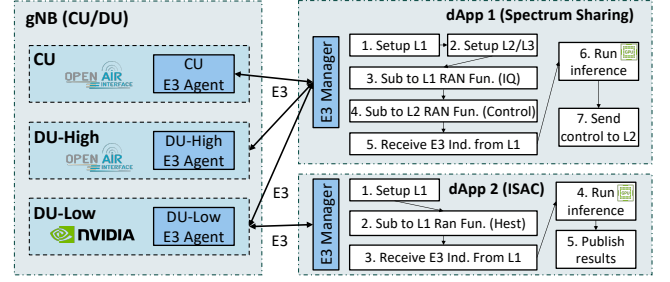 gNB (CU/DU)
CU
OPEN AIR
INTERFACE
CU
E3 Agent
DU-High
OPEN AIR
INTERFACE
DU-High
E3 Agent
DU-Low
NVIDIA
DU-Low
E3 Agent
E3
E3
E3
dApp 1 (Spectrum Sharing)
E3 Manager
1. Setup L1
2. Setup L2/L3
3. Sub to L1 RAN Fun. (IQ)
4. Sub to L2 RAN Fun. (Control)
5. Receive E3 Ind. from L1
6. Run
inference
7. Send
control to L2
dApp 2 (ISAC)
E3 Manager
1. Setup L1
2. Sub to L1 Ran Fun. (Hest)
3. Receive E3 Ind. From L1
4. Run
inference
5. Publish
results